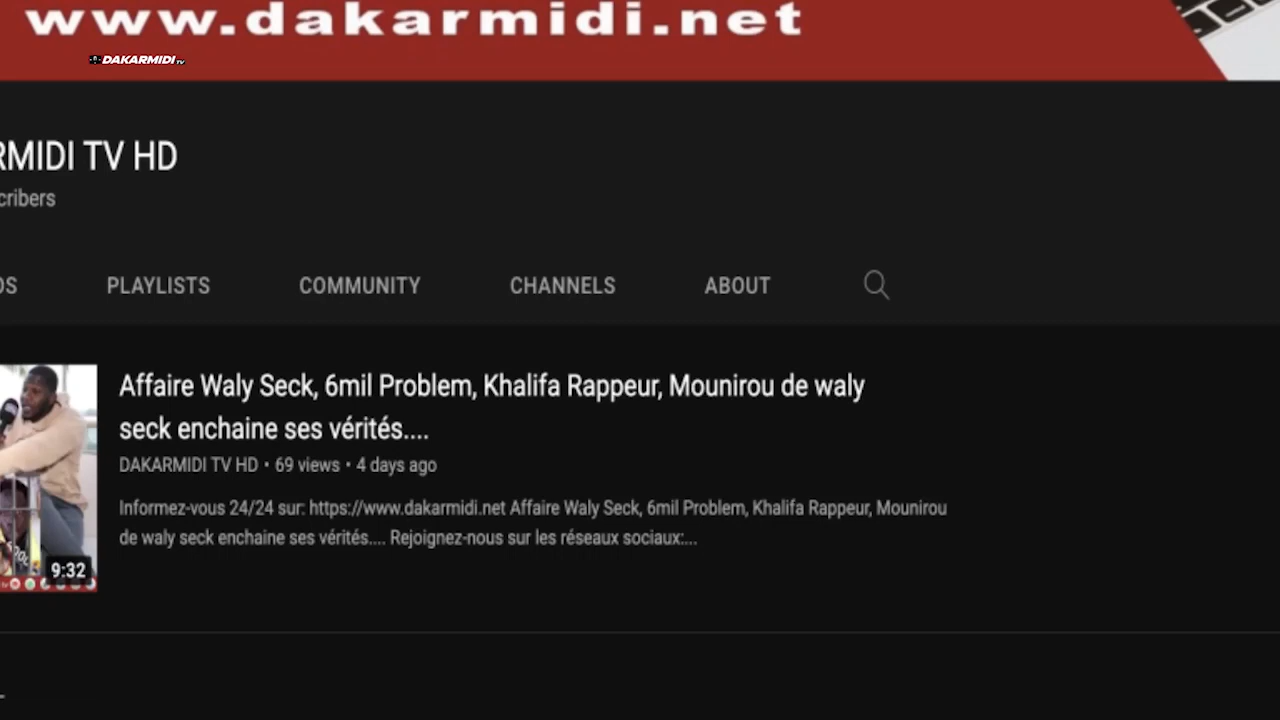 www.dakarmidi.net
DAKARMIDI TV
RMIDI TV HD
cribers
OS
PLAYLISTS
COMMUNITY
CHANNELS
ABOUT
Affaire Waly Seck, 6mil Problem, Khalifa Rappeur, Mounirou de waly
seck enchaine ses vérités....
DAKARMIDI TV HD • 69 views • 4 days ago
Informez-vous 24/24 sur: https://www.dakarmidi.net Affaire Waly Seck, 6mil Problem, Khalifa Rappeur, Mounirou
de waly seck enchaine ses vérités.... Rejoignez-nous sur les réseaux sociaux:...
9:32